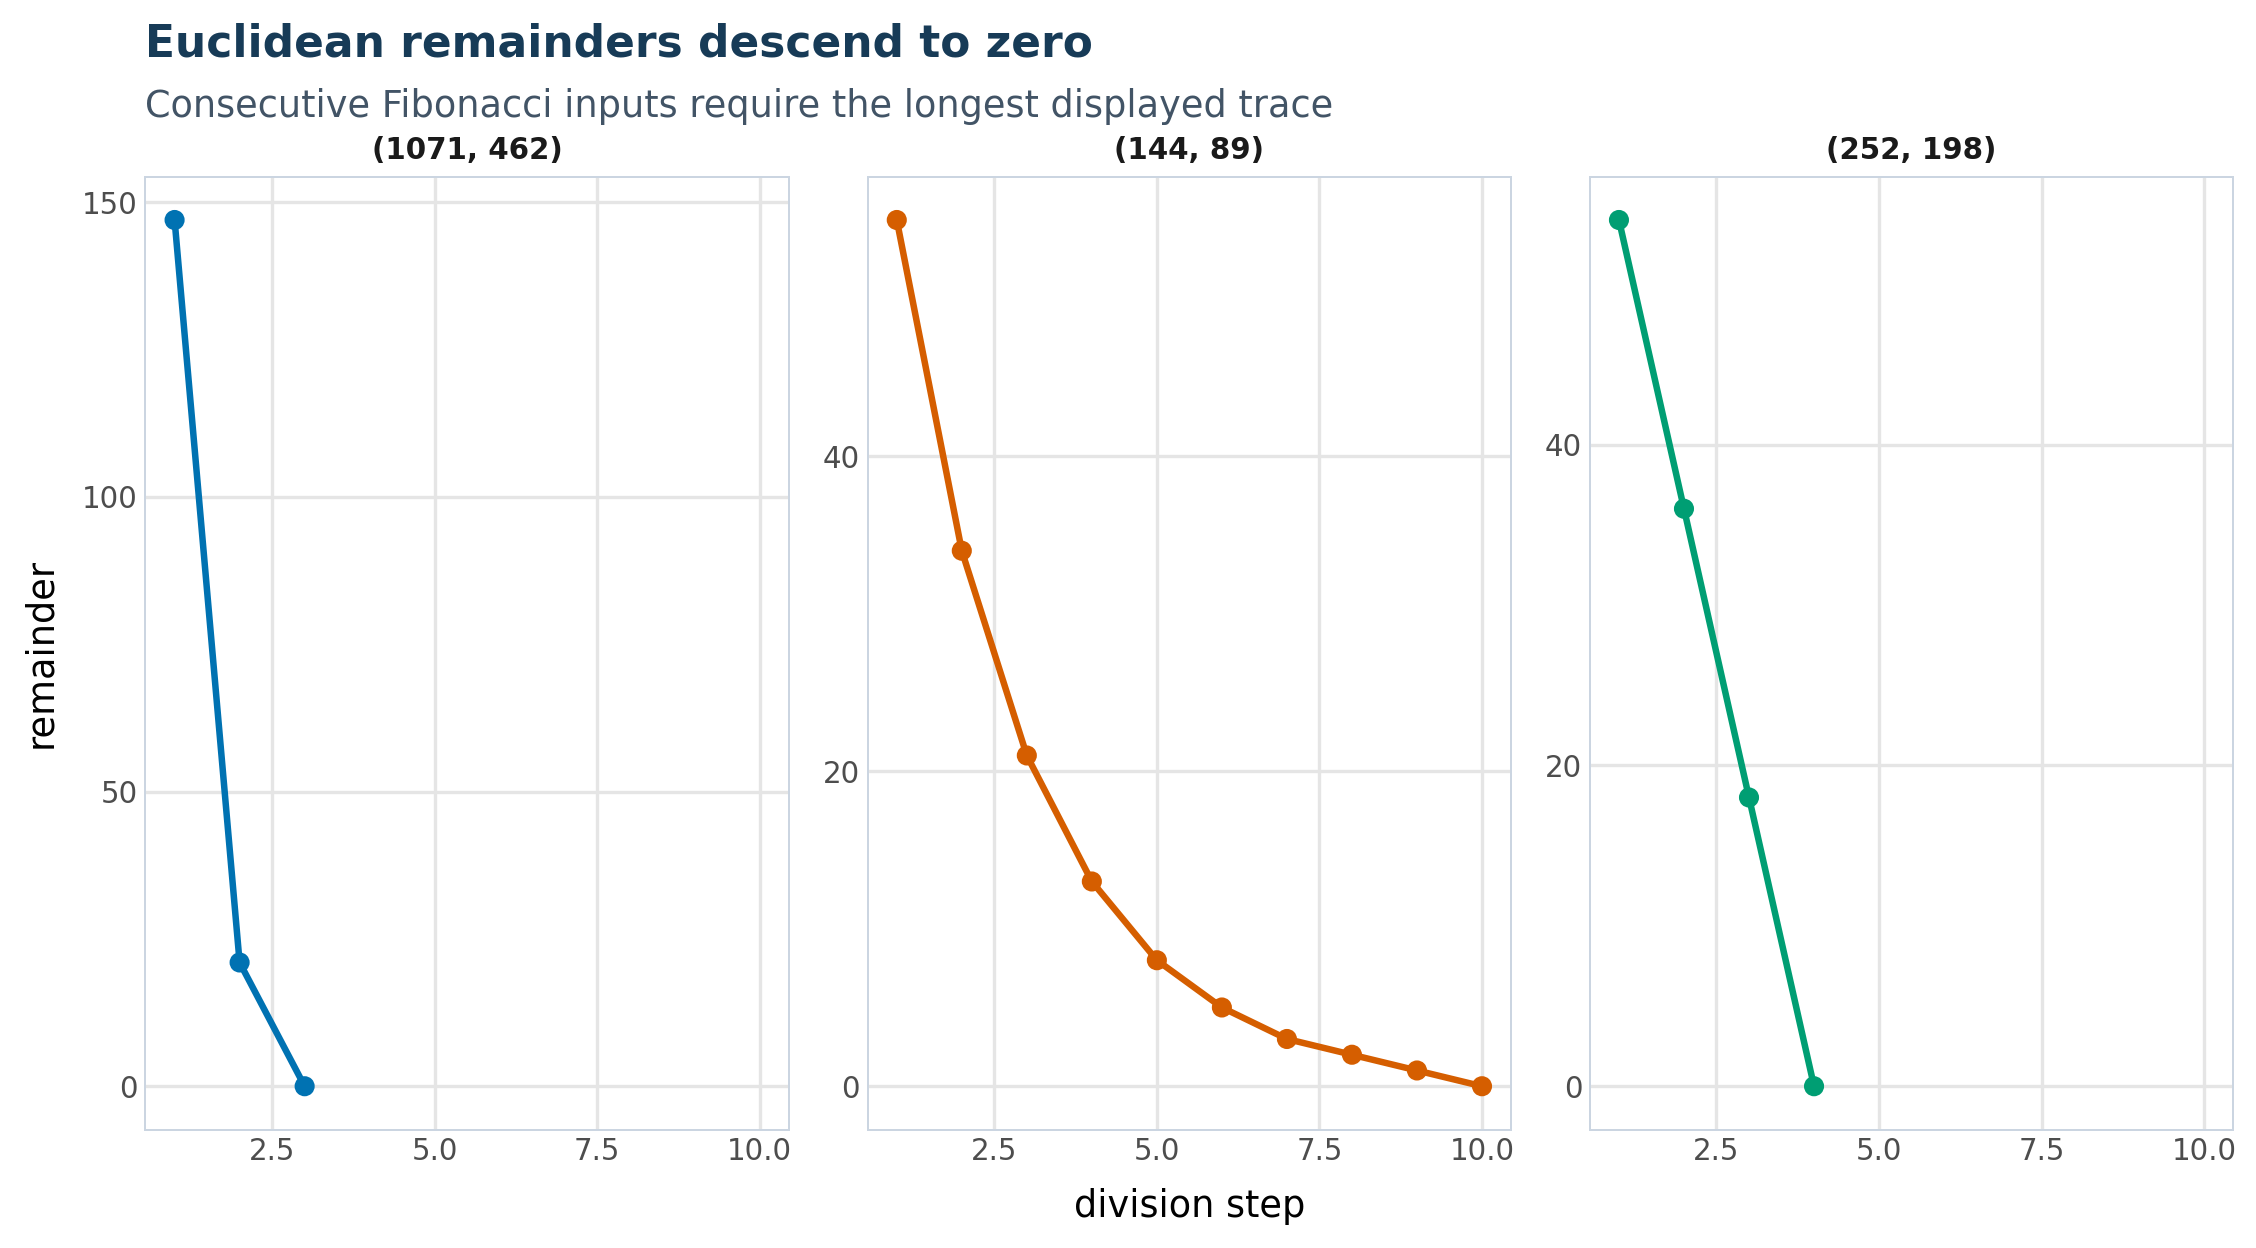 Euclidean remainders descend to zero
Consecutive Fibonacci inputs require the longest displayed trace
(1071, 462)
(144, 89)
(252, 198)
remainder
150
100
50
0
40
20
0
40
20
0
2.5 5.0 7.5 10.0
2.5 5.0 7.5 10.0
2.5 5.0 7.5 10.0
division step